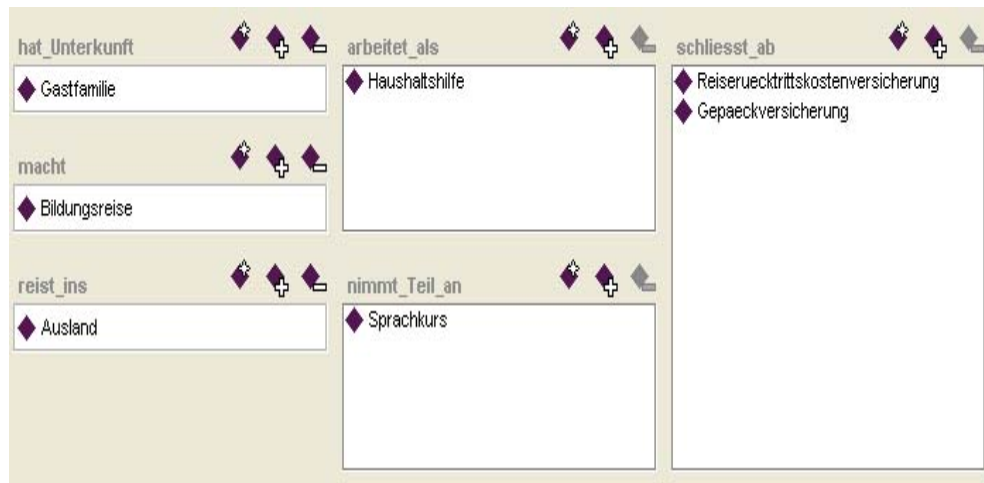 hat_Unterkunft
Gastfamilie
macht
Bildungsreise
reist_ins
Ausland
arbeitet_als
Haushaltshilfe
nimmt_Teil_an
Sprachkurs
schliesst_ab
Reiseruecktrittskostenversicherung
Gepaeckversicherung